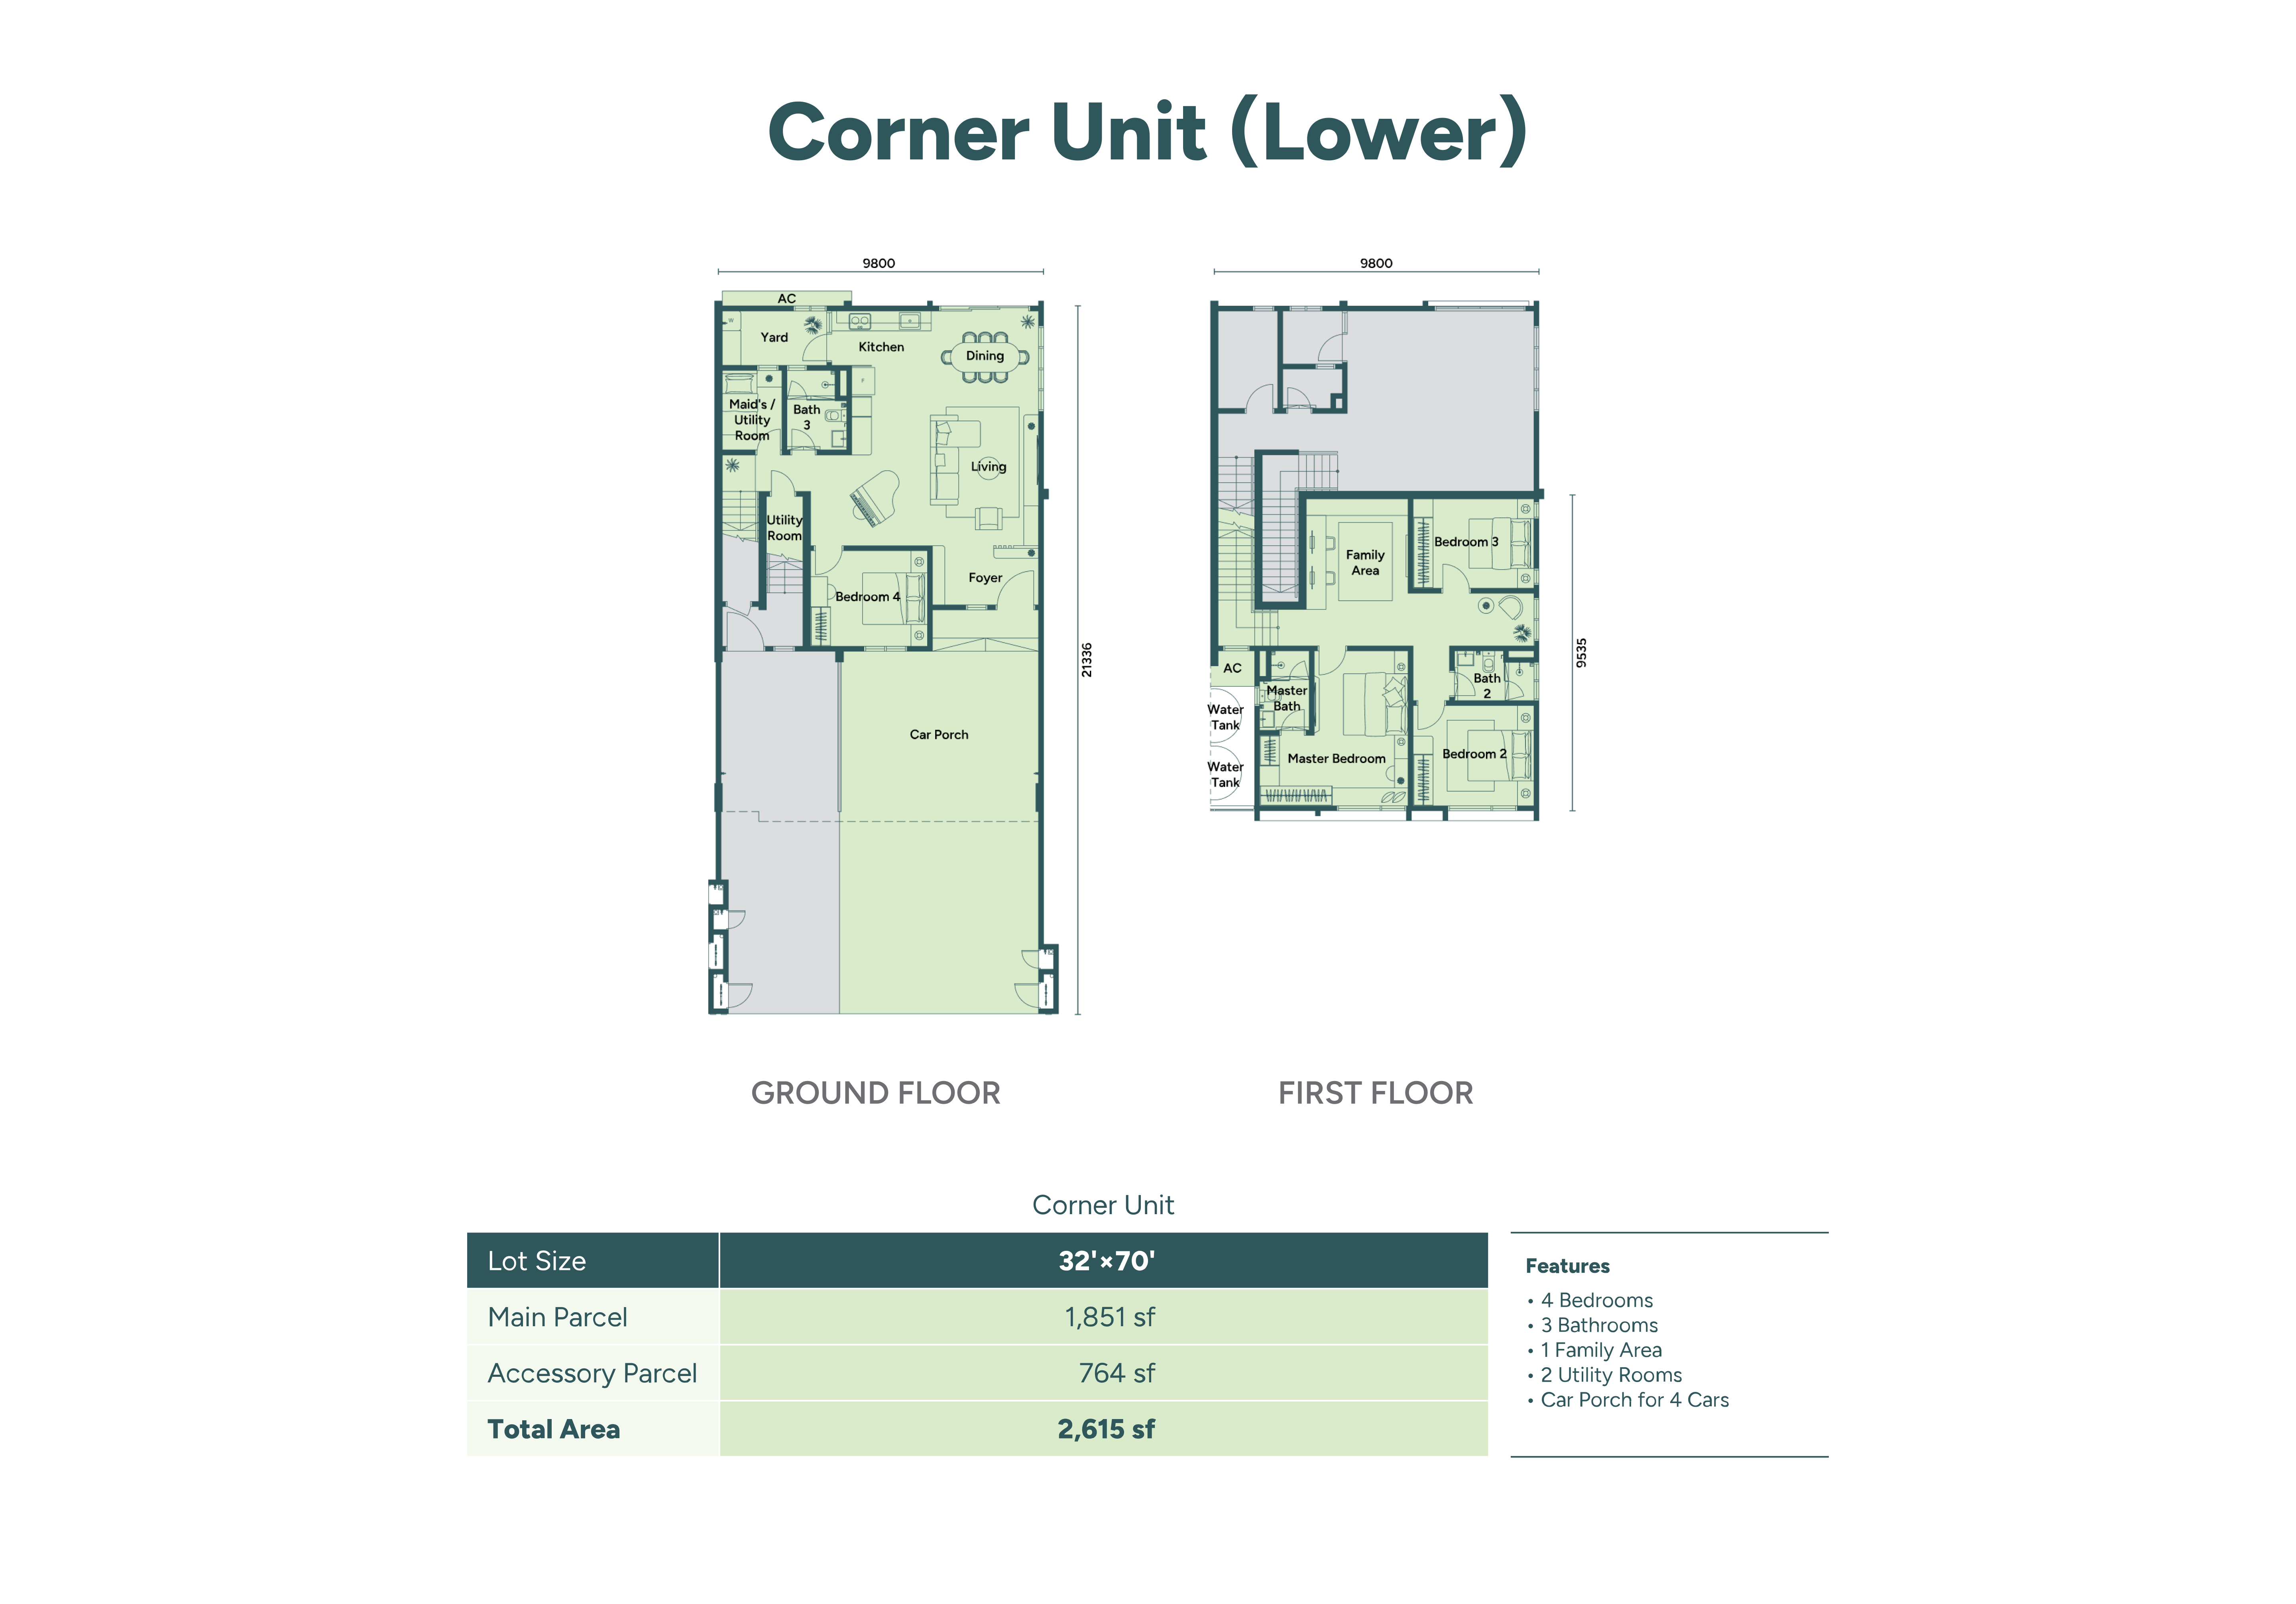 Corner Unit (Lower)
9800
AC
Yard
Kitchen
Dining
Maid's /
Utility
Room
Bath
3
Living
Utility
Room
Foyer
Bedroom 4
Car Porch
21336
GROUND FLOOR
9800
Family
Area
Bedroom 3
AC
Master
Bath
Bath
2
Water
Tank
Water
Tank
Master Bedroom
Bedroom 2
9535
FIRST FLOOR
Corner Unit
Lot Size 32'×70'
Main Parcel 1,851 sf
Accessory Parcel 764 sf
Total Area 2,615 sf
Features
• 4 Bedrooms
• 3 Bathrooms
• 1 Family Area
• 2 Utility Rooms
• Car Porch for 4 Cars